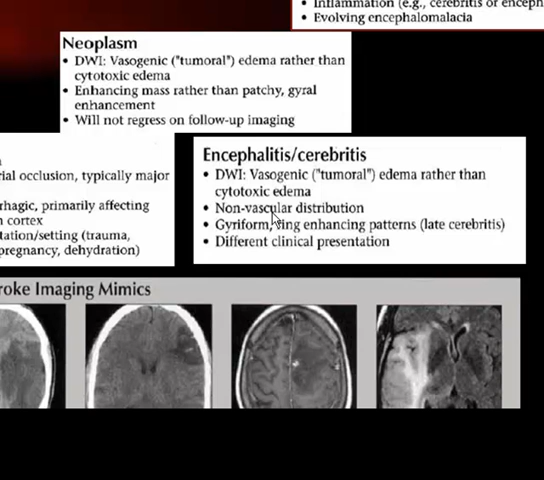 • Inflammation (e.g., cerebritis or enceph
• Evolving encephalomalacia
Neoplasm
• DWI: Vasogenic ("tumoral") edema rather than
cytotoxic edema
• Enhancing mass rather than patchy, gyral
enhancement
• Will not regress on follow-up imaging
Encephalitis/cerebritis
• DWI: Vasogenic ("tumoral") edema rather than
cytotoxic edema
• Non-vascular distribution
• Gyriform, ring enhancing patterns (late cerebritis)
• Different clinical presentation
ial occlusion, typically major
rhagic, primarily affecting
cortex
tation/setting (trauma,
pregnancy, dehydration)
roke Imaging Mimics